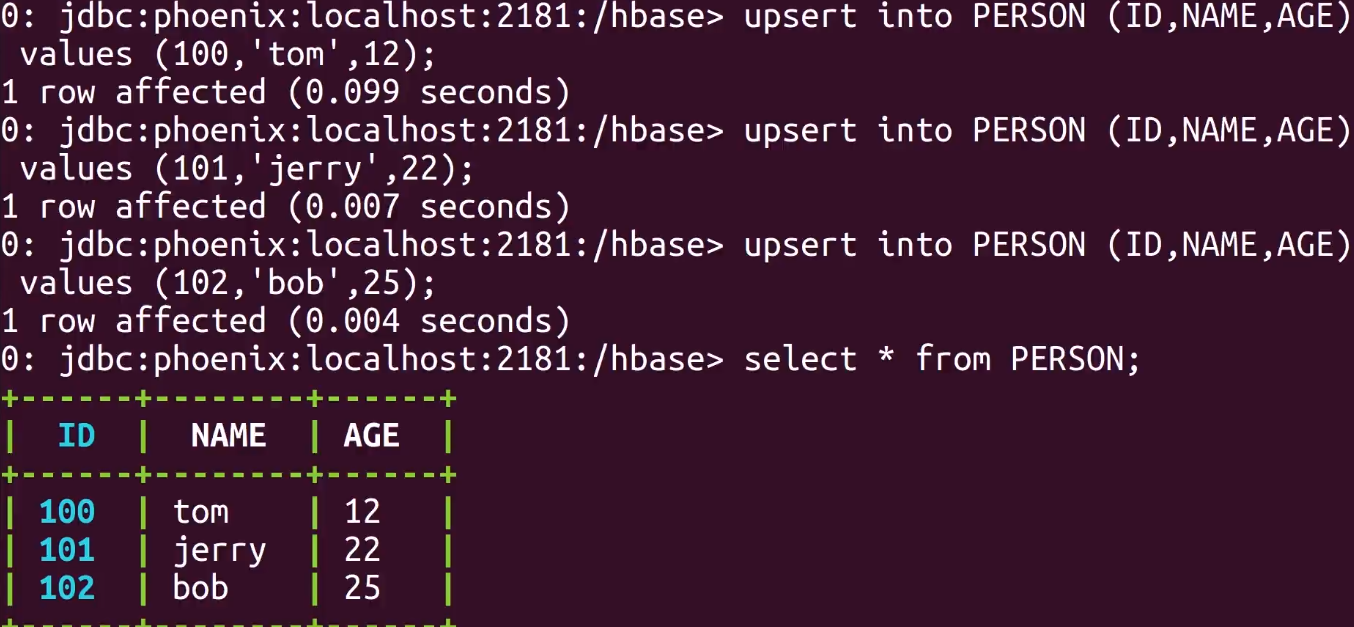 0: jdbc:phoenix:localhost:2181:/hbase> upsert into PERSON (ID,NAME,AGE)
 values (100,'tom',12);
1 row affected (0.099 seconds)
0: jdbc:phoenix:localhost:2181:/hbase> upsert into PERSON (ID,NAME,AGE)
 values (101,'jerry',22);
1 row affected (0.007 seconds)
0: jdbc:phoenix:localhost:2181:/hbase> upsert into PERSON (ID,NAME,AGE)
 values (102,'bob',25);
1 row affected (0.004 seconds)
0: jdbc:phoenix:localhost:2181:/hbase> select * from PERSON;
+------+--------+------+
|  ID  |  NAME  | AGE  |
+------+--------+------+
| 100  | tom    | 12   |
| 101  | jerry  | 22   |
| 102  | bob    | 25   |
+------+--------+------+